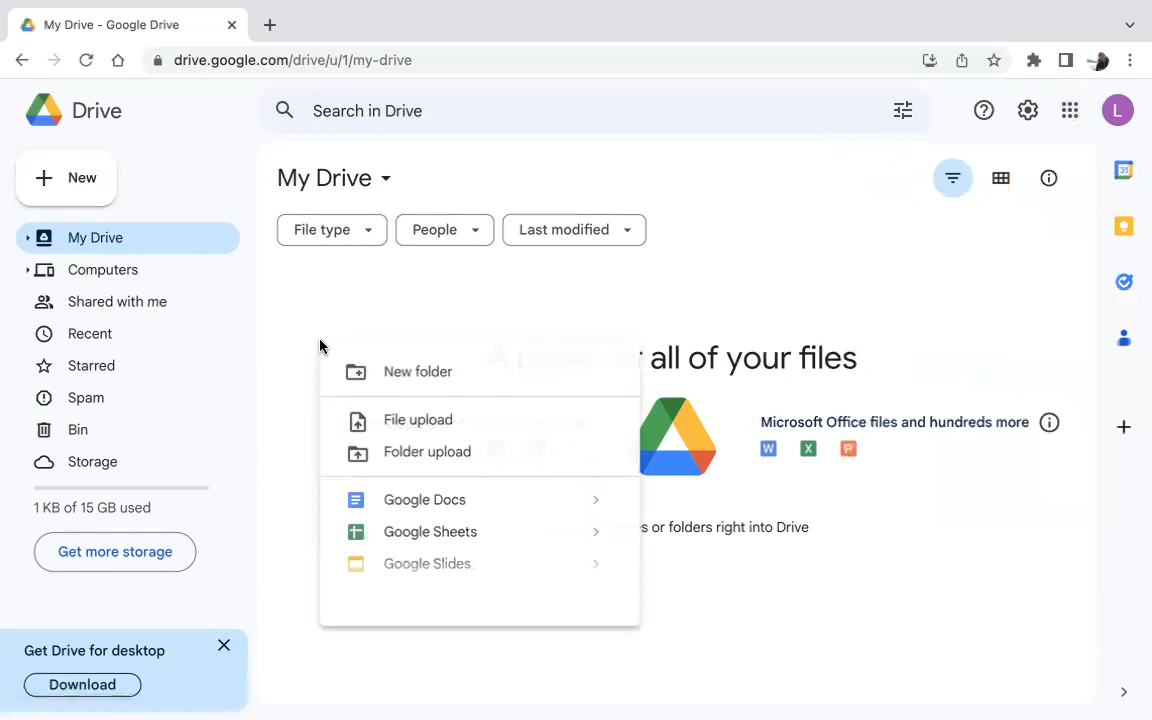 My Drive - Google Drive
drive.google.com/drive/u/1/my-drive
Drive
Search in Drive
L
New
My Drive
File type
People
Last modified
31
My Drive
Computers
Shared with me
Recent
Starred
Spam
Bin
Storage
1 KB of 15 GB used
Get more storage
all of your files
New folder
File upload
Folder upload
Google Docs
Google Sheets
Google Slides
Microsoft Office files and hundreds more
W X P
or folders right into Drive
Get Drive for desktop
Download